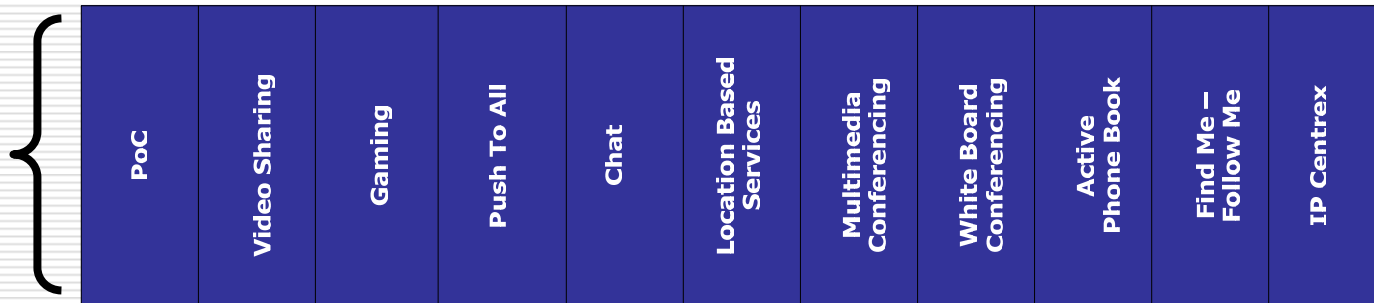 PoC
Video Sharing
Gaming
Push To All
Chat
Location Based
Services
Multimedia
Conferencing
White Board
Conferencing
Active
Phone Book
Find Me –
Follow Me
IP Centrex